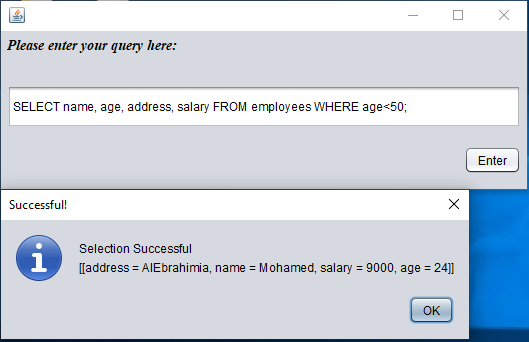 Please enter your query here:
SELECT name, age, address, salary FROM employees WHERE age<50;
Enter
Successful!
Selection Successful
[[address = AlEbrahimia, name = Mohamed, salary = 9000, age = 24]]
OK